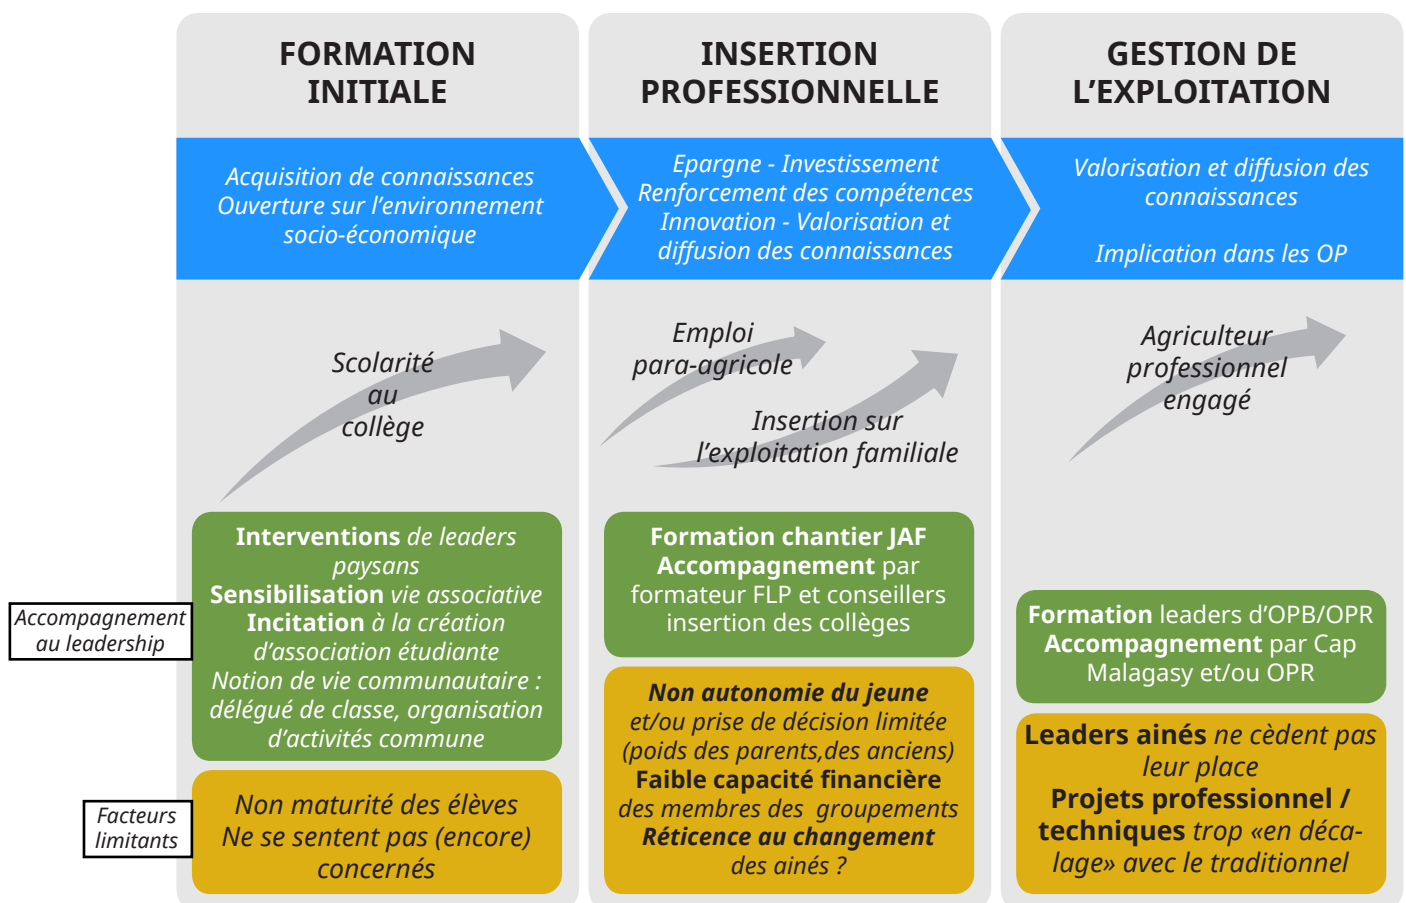 FORMATION
INITIALE
Acquisition de connaissances
Ouverture sur l’environnement
socio-économique
Scolarité
au
collège
Accompagnement
au leadership
Interventions de leaders
paysans
Sensibilisation vie associative
Incitation à la création
d’association étudiante
Notion de vie communautaire :
délégué de classe, organisation
d’activités commune
Facteurs
limitants
Non maturité des élèves
Ne se sentent pas (encore)
concernés
INSERTION
PROFESSIONNELLE
Epargne - Investissement
Renforcement des compétences
Innovation - Valorisation et
diffusion des connaissances
Emploi
para-agricole
Insertion sur
l’exploitation familiale
Formation chantier JAF
Accompagnement par
formateur FLP et conseillers
insertion des collèges
Non autonomie du jeune
et/ou prise de décision limitée
(poids des parents,des anciens)
Faible capacité financière
des membres des groupements
Réticence au changement
des ainés ?
GESTION DE
L’EXPLOITATION
Valorisation et diffusion des
connaissances
Implication dans les OP
Agriculteur
professionnel
engagé
Formation leaders d’OPB/OPR
Accompagnement par Cap
Malagasy et/ou OPR
Leaders ainés ne cèdent pas
leur place
Projets professionnel /
techniques trop «en déca-
lage» avec le traditionnel